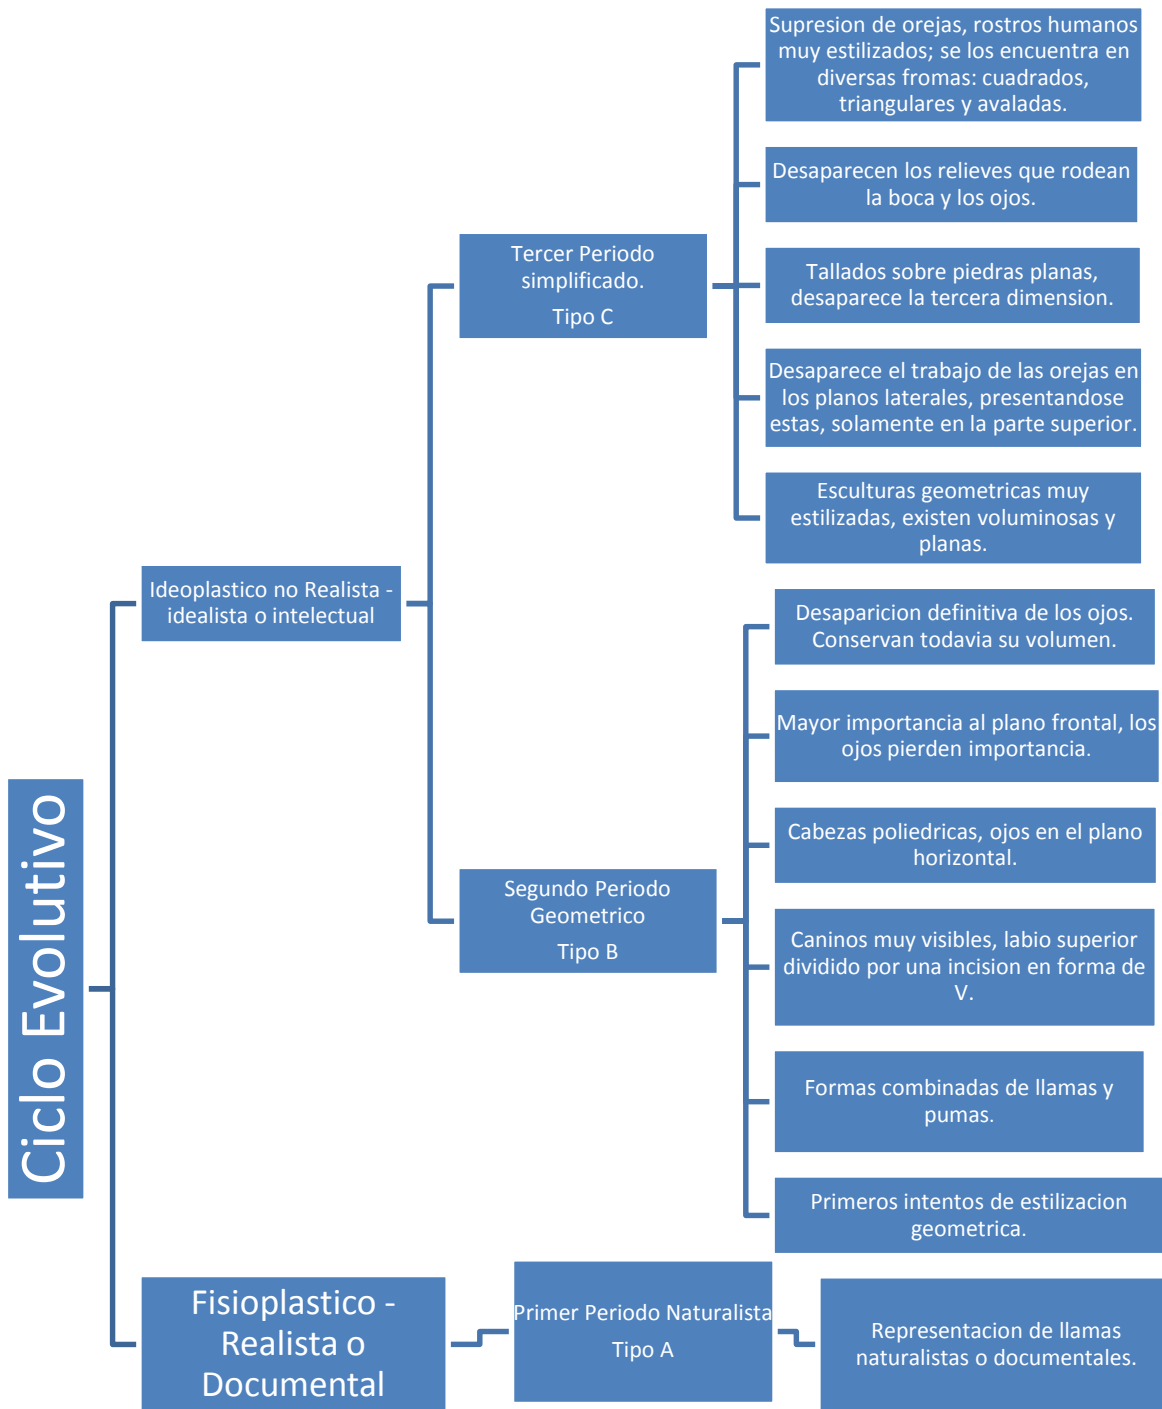 Ciclo Evolutivo
Ideoplastico no Realista -
idealista o intelectual
Tercer Periodo
simplificado.
Tipo C
Supresion de orejas, rostros humanos
muy estilizados; se los encuentra en
diversas fromas: cuadrados,
triangulares y avaladas.
Desaparecen los relieves que rodean
la boca y los ojos.
Tallados sobre piedras planas,
desaparece la tercera dimension.
Desaparece el trabajo de las orejas en
los planos laterales, presentandose
estas, solamente en la parte superior.
Esculturas geometricas muy
estilizadas, existen voluminosas y
planas.
Segundo Periodo
Geometrico
Tipo B
Desaparicion definitiva de los ojos.
Conservan todavia su volumen.
Mayor importancia al plano frontal, los
ojos pierden importancia.
Cabezas poliedricas, ojos en el plano
horizontal.
Caninos muy visibles, labio superior
dividido por una incision en forma de
V.
Formas combinadas de llamas y
pumas.
Primeros intentos de estilizacion
geometrica.
Fisioplastico -
Realista o
Documental
Primer Periodo Naturalista
Tipo A
Representacion de llamas
naturalistas o documentales.